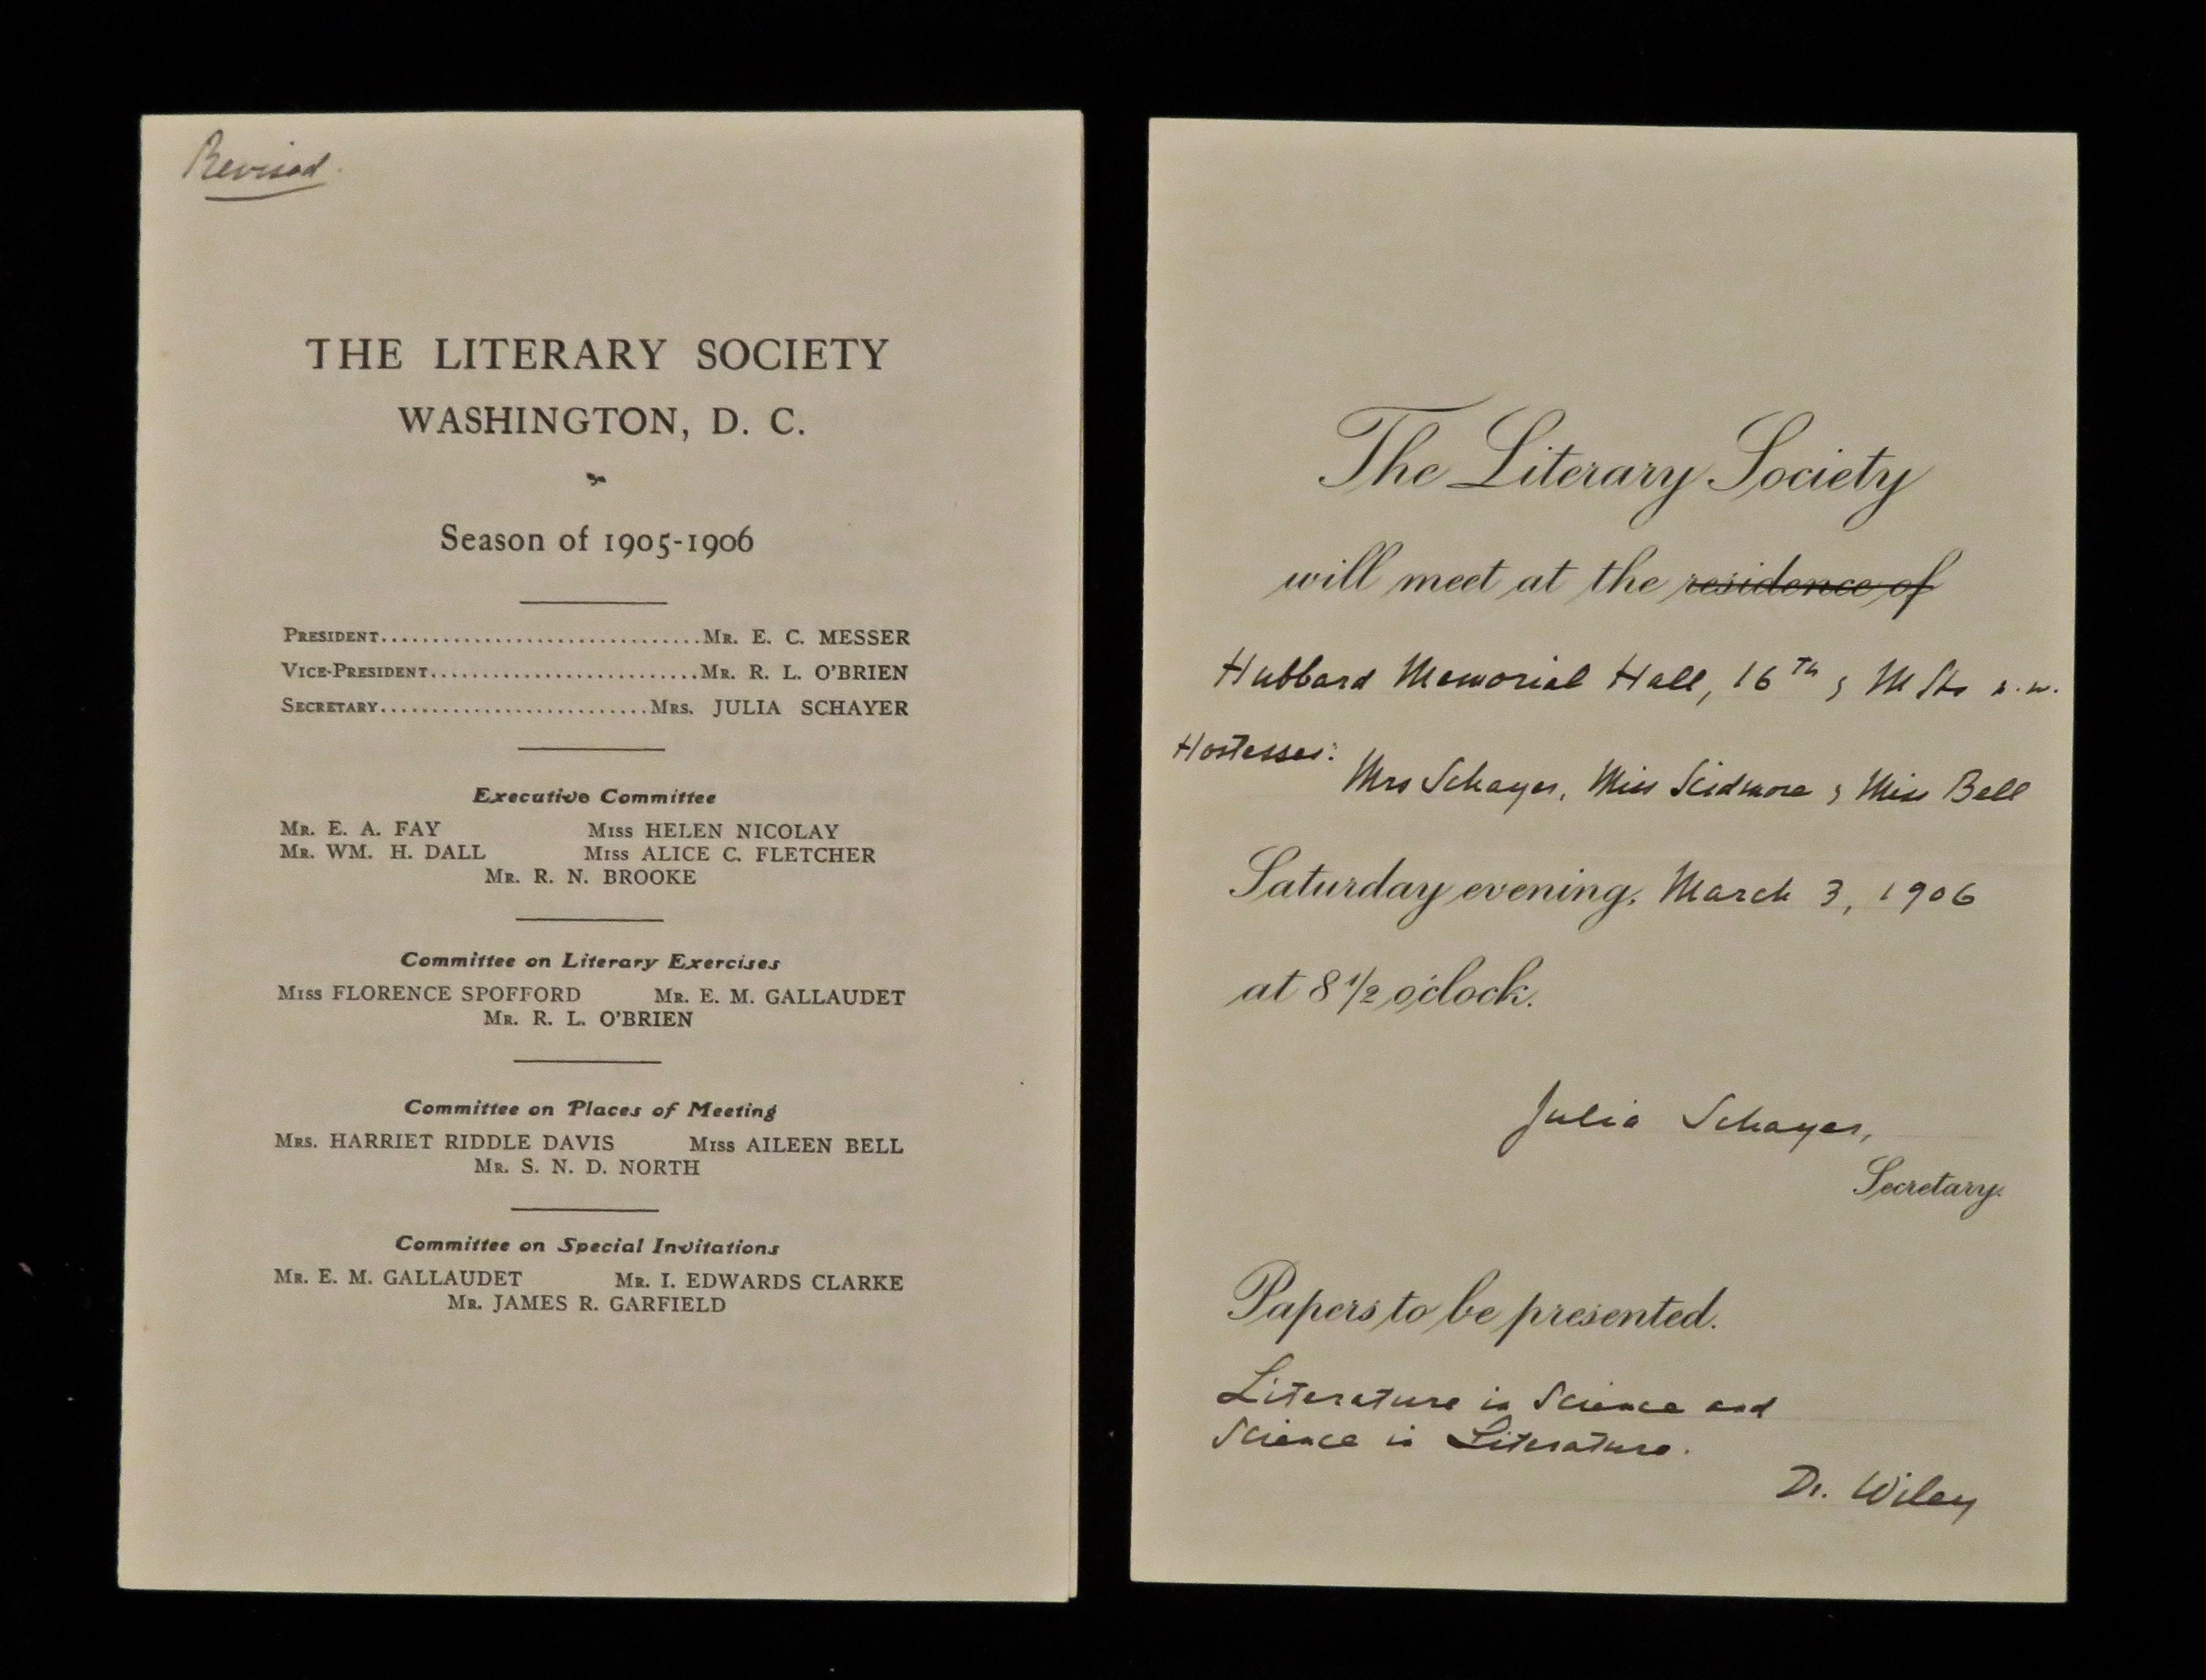 Revised.
THE LITERARY SOCIETY
WASHINGTON, D. C.
Season of 1905-1906
PRESIDENT..............................MR. E. C. MESSER
VICE-PRESIDENT..........................MR. R. L. O'BRIEN
SECRETARY..........................MRS. JULIA SCHAYER
Executive Committee
MR. E. A. FAY MISS HELEN NICOLAY
MR. WM. H. DALL MISS ALICE C. FLETCHER
MR. R. N. BROOKE
Committee on Literary Exercises
MISS FLORENCE SPOFFORD MR. E. M. GALLAUDET
MR. R. L. O'BRIEN
Committee on Places of Meeting
MRS. HARRIET RIDDLE DAVIS MISS AILEEN BELL
MR. S. N. D. NORTH
Committee on Special Invitations
MR. E. M. GALLAUDET MR. I. EDWARDS CLARKE
MR. JAMES R. GARFIELD
The Literary Society
will meet at the residence of
Hubbard Memorial Hall, 16th & M Sts n.w.
Hostesses:
Mrs Schayer, Miss Scidmore & Miss Bell
Saturday evening, March 3, 1906
at 8 1/2 o'clock.
Julia Schayer,
Secretary.
Papers to be presented.
Literature in Science and
Science in Literature.
Dr. Wiley